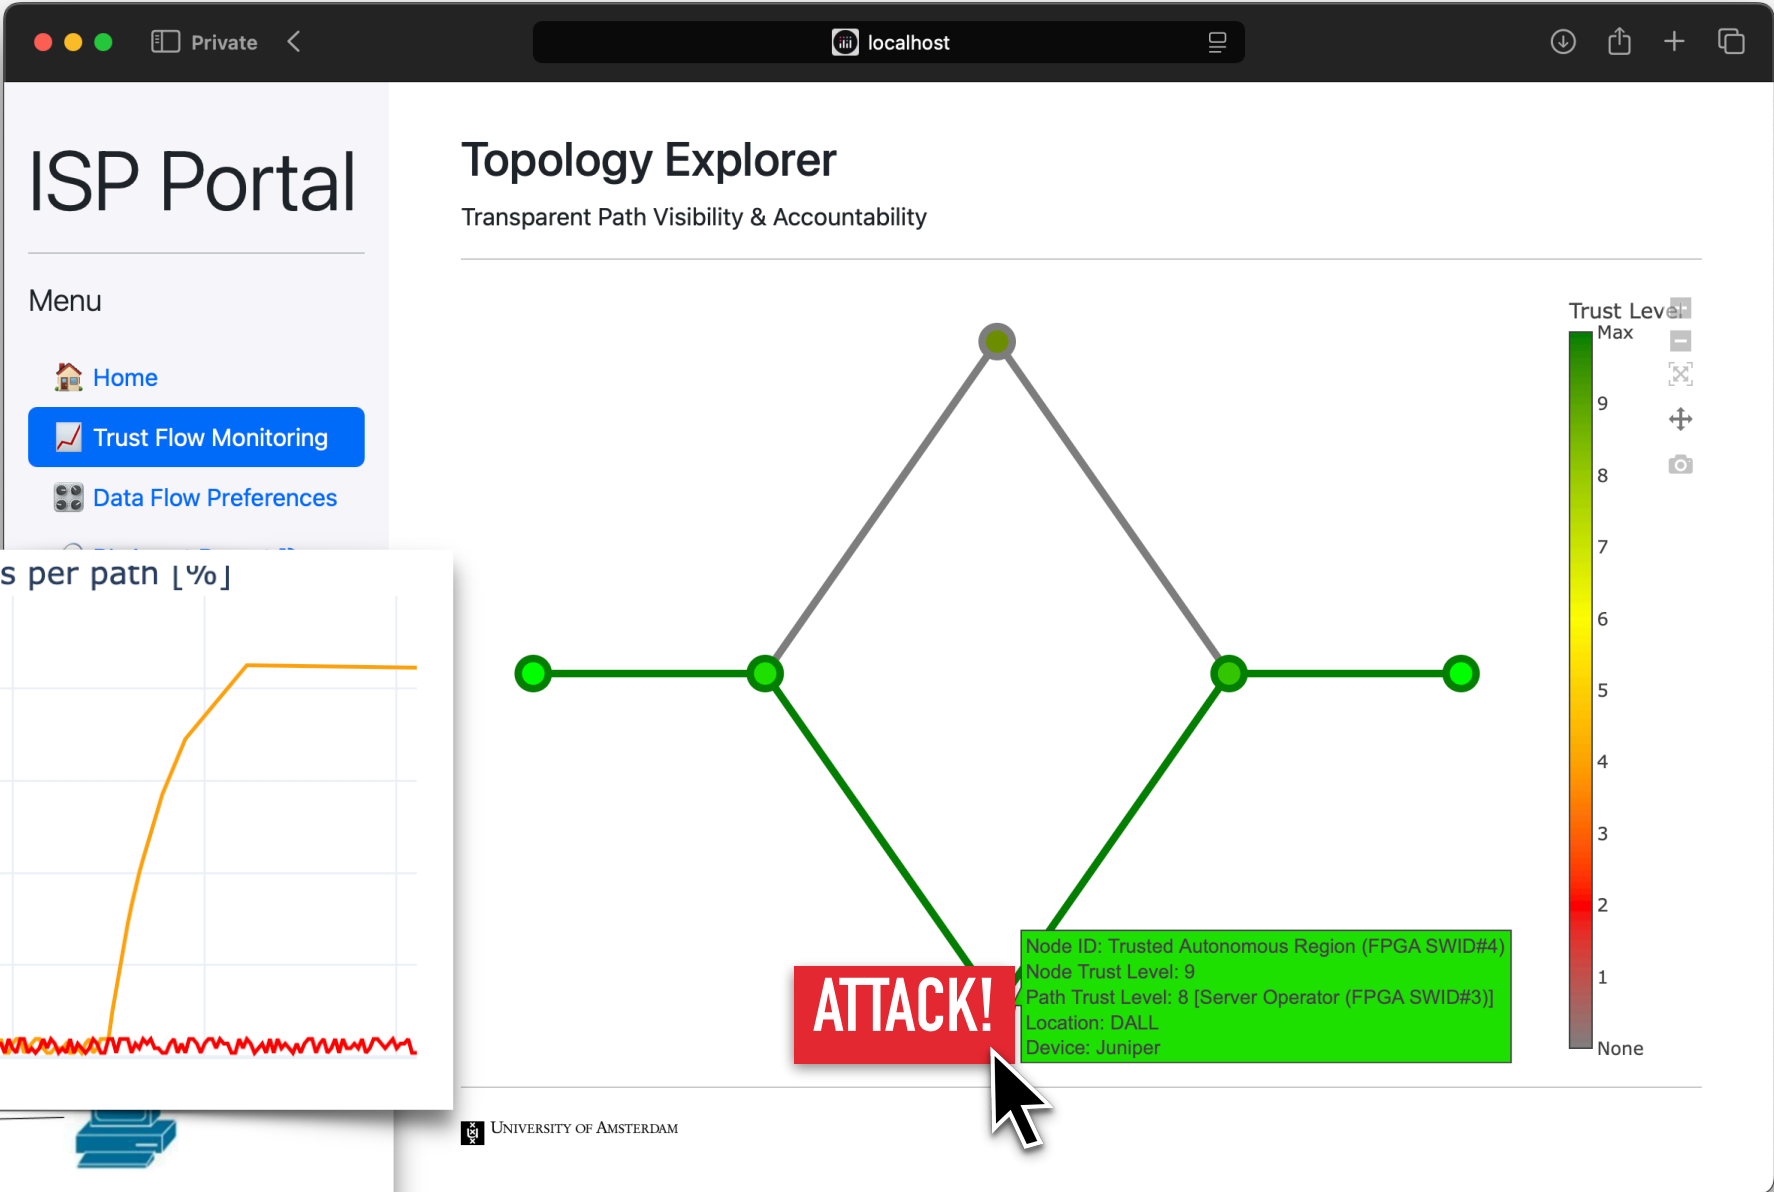 Private
localhost
ISP Portal
Menu
Home
Trust Flow Monitoring
Data Flow Preferences
s per path [%]
Topology Explorer
Transparent Path Visibility & Accountability
Trust Level
Max
9
8
7
6
5
4
3
2
1
None
ATTACK!
Node ID: Trusted Autonomous Region (FPGA SWID#4)
Node Trust Level: 9
Path Trust Level: 8 [Server Operator (FPGA SWID#3)]
Location: DALL
Device: Juniper
UNIVERSITY OF AMSTERDAM